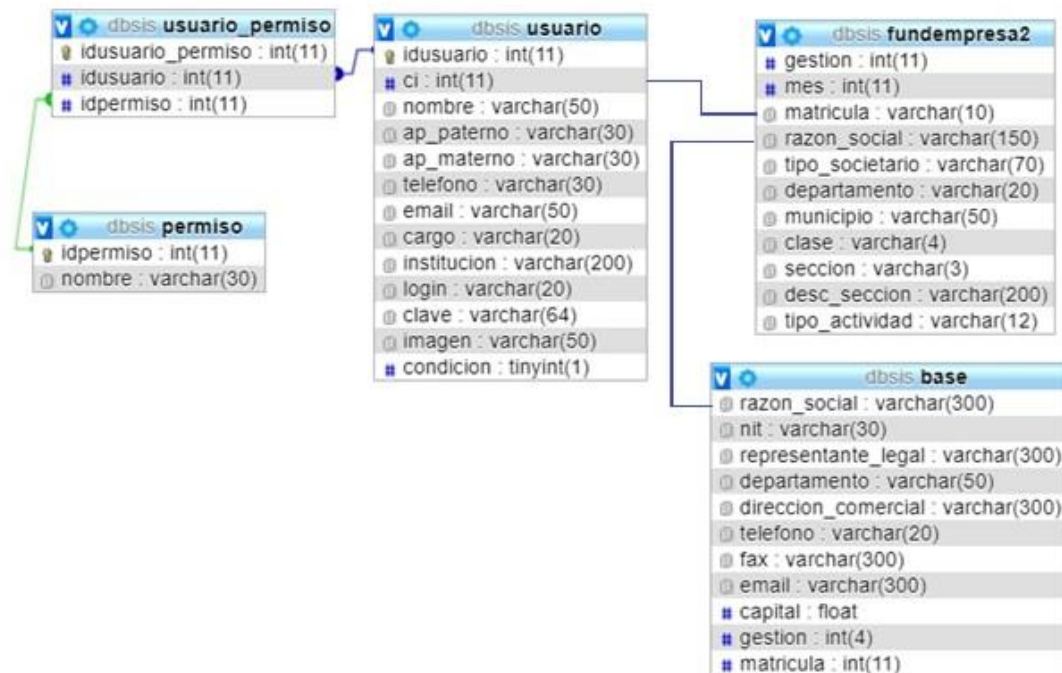 dbsis usuario_permiso
idusuario_permiso : int(11)
idusuario : int(11)
idpermiso : int(11)
dbsis permiso
idpermiso : int(11)
nombre : varchar(30)
dbsis usuario
idusuario : int(11)
ci : int(11)
nombre : varchar(50)
ap_paterno : varchar(30)
ap_materno : varchar(30)
telefono : varchar(30)
email : varchar(50)
cargo : varchar(20)
institucion : varchar(200)
login : varchar(20)
clave : varchar(64)
imagen : varchar(50)
condicion : tinyint(1)
dbsis fundempresa2
gestion : int(11)
mes : int(11)
matricula : varchar(10)
razon_social : varchar(150)
tipo_societario : varchar(70)
departamento : varchar(20)
municipio : varchar(50)
clase : varchar(4)
seccion : varchar(3)
desc_seccion : varchar(200)
tipo_actividad : varchar(12)
dbsis base
razon_social : varchar(300)
nit : varchar(30)
representante_legal : varchar(300)
departamento : varchar(50)
direccion_comercial : varchar(300)
telefono : varchar(20)
fax : varchar(300)
email : varchar(300)
capital : float
gestion : int(4)
matricula : int(11)